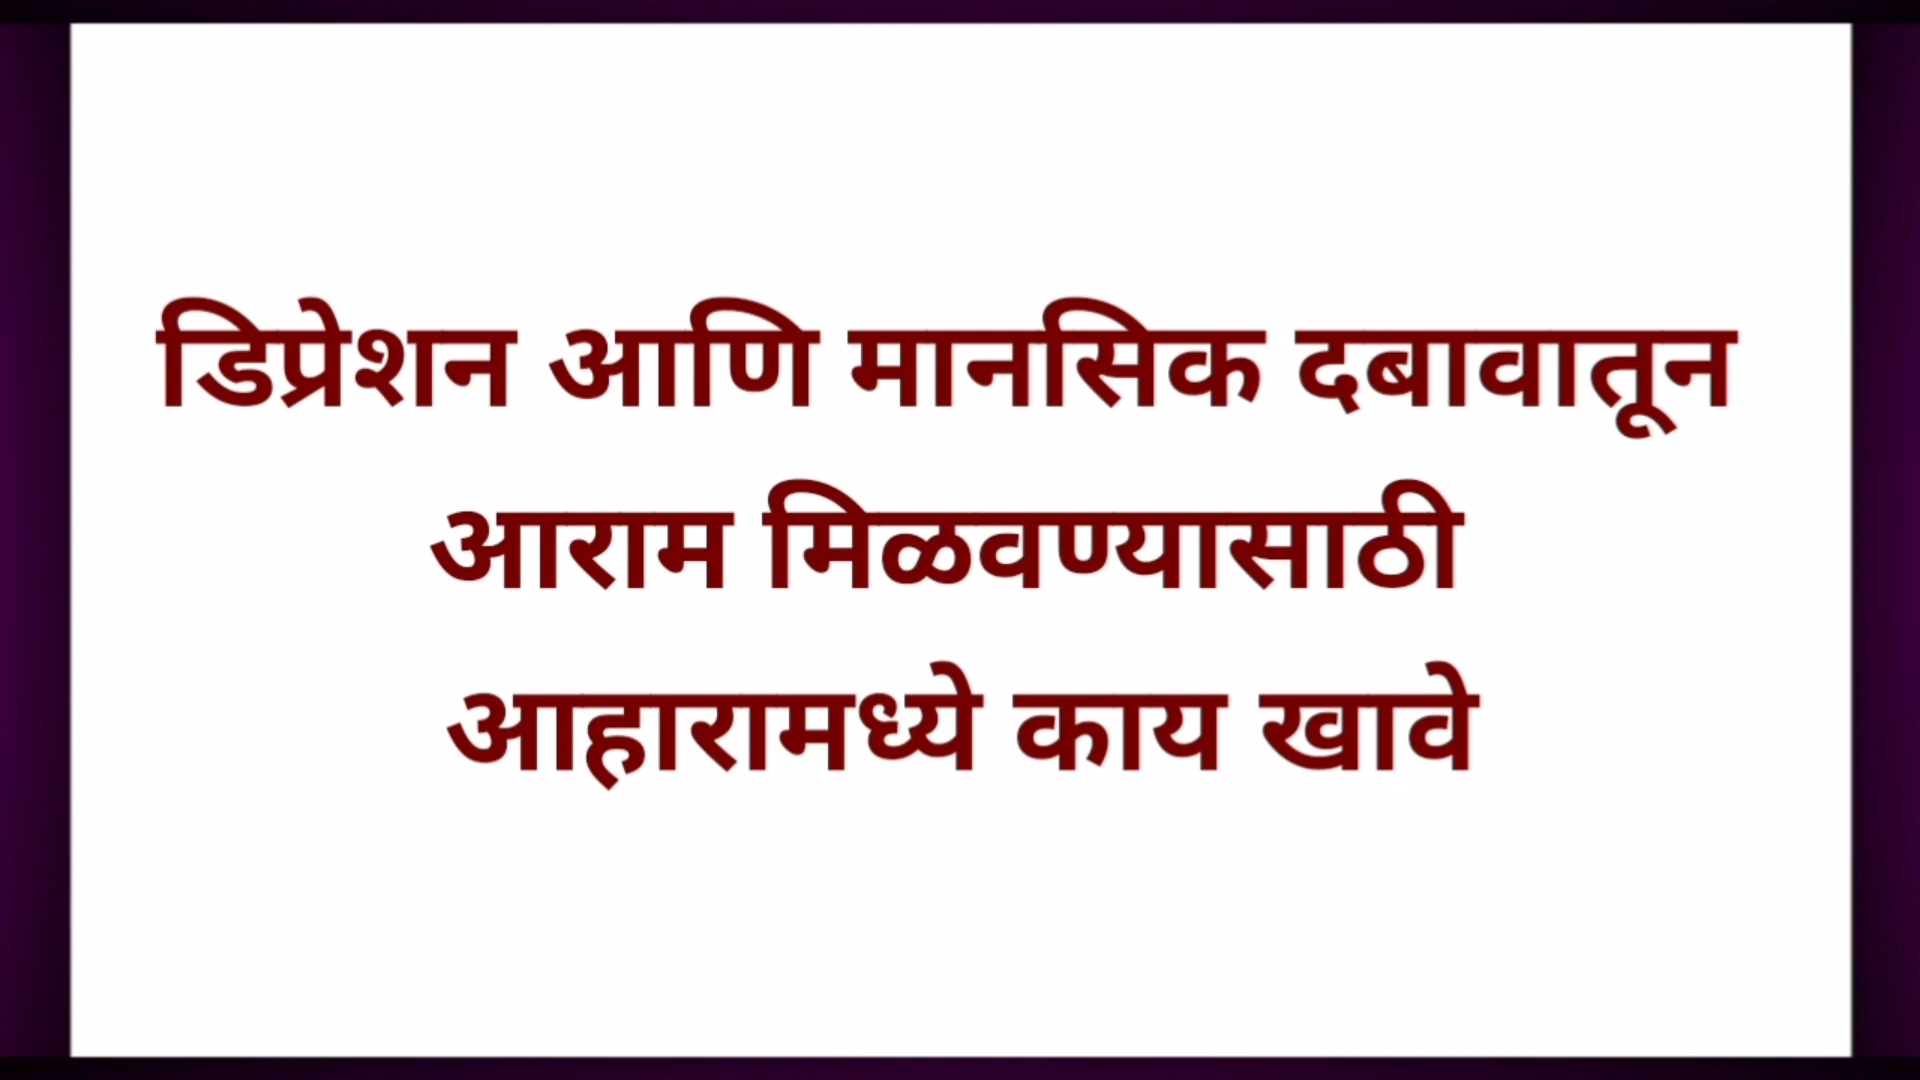 डिप्रेशन आणि मानसिक दबावातून
आराम मिळवण्यासाठी
आहारामध्ये काय खावे